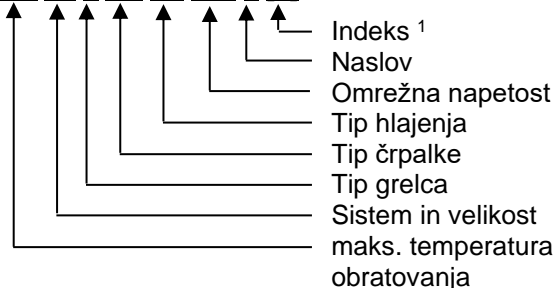 Indeks ¹
Naslov
Omrežna napetost
Tip hlajenja
Tip črpalke
Tip grelca
Sistem in velikost
maks. temperatura
obratovanja